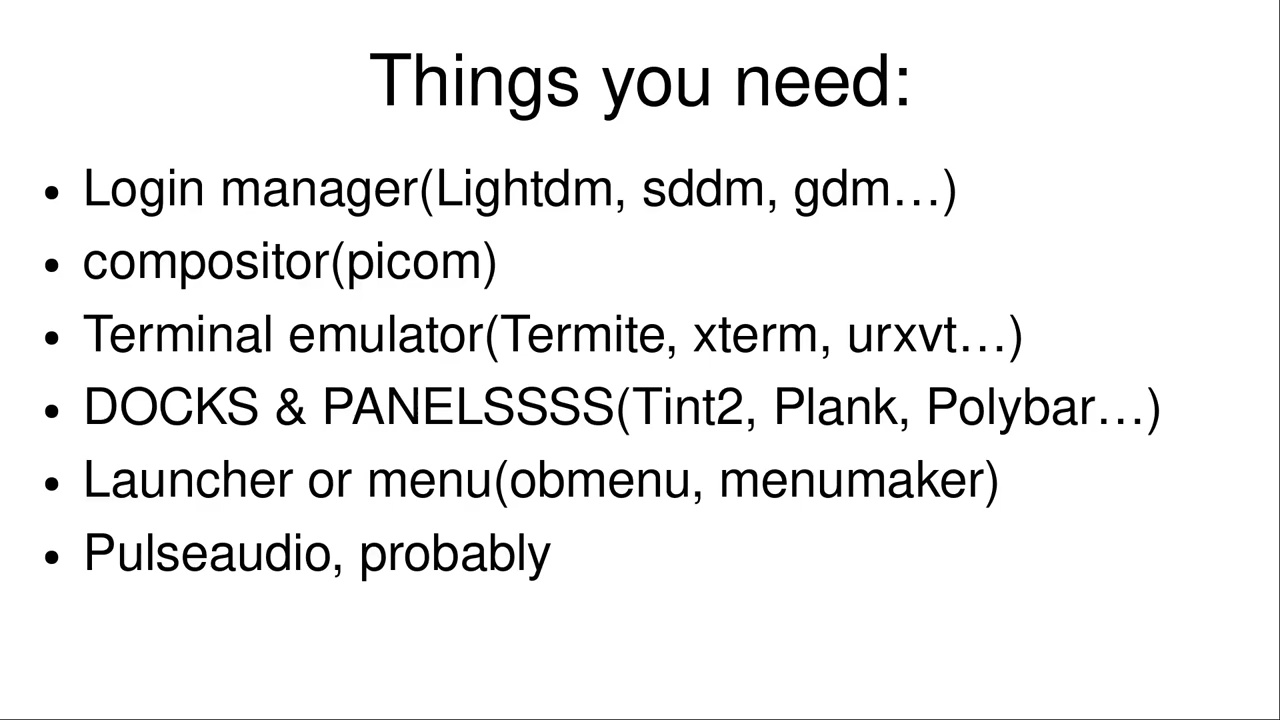 Things you need:
• Login manager(Lightdm, sddm, gdm…)
• compositor(picom)
• Terminal emulator(Termite, xterm, urxvt…)
• DOCKS & PANELSSSS(Tint2, Plank, Polybar…)
• Launcher or menu(obmenu, menumaker)
• Pulseaudio, probably